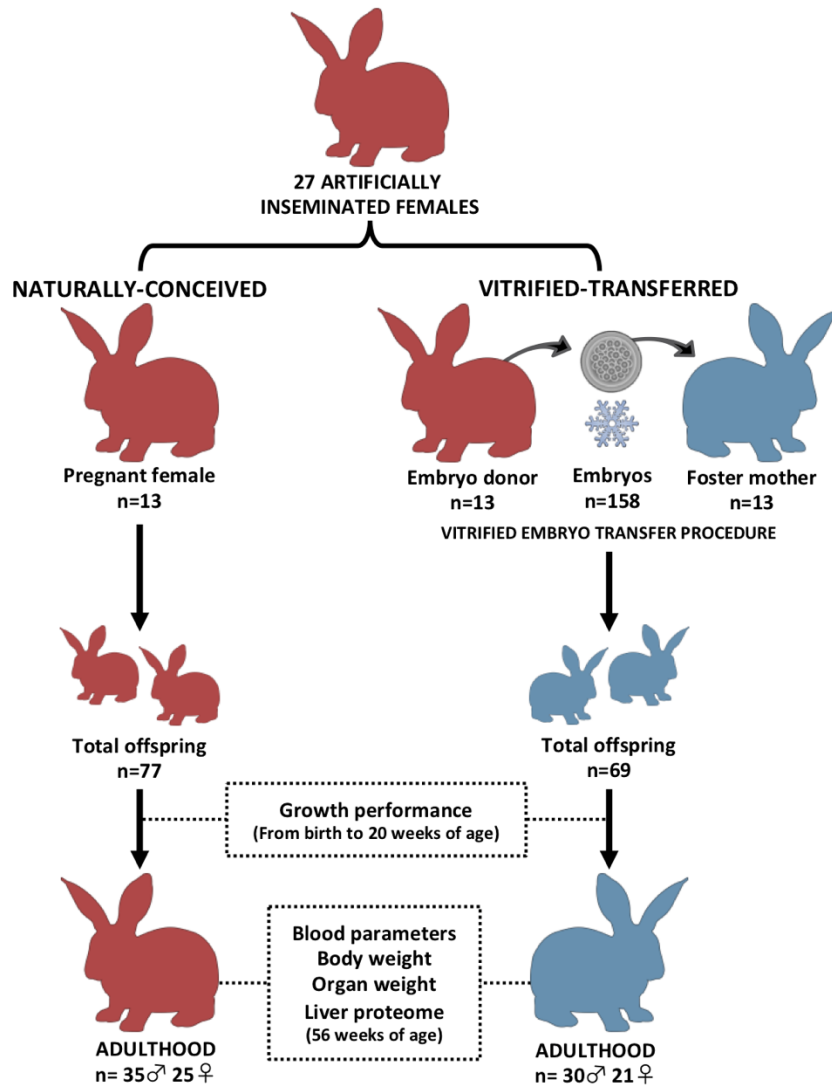 27 ARTIFICIALLY
INSEMINATED FEMALES
NATURALLY-CONCEIVED
VITRIFIED-TRANSFERRED
Pregnant female
n=13
Embryo donor
n=13
Embryos
n=158
Foster mother
n=13
VITRIFIED EMBRYO TRANSFER PROCEDURE
Total offspring
n=77
Total offspring
n=69
Growth performance
(From birth to 20 weeks of age)
Blood parameters
Body weight
Organ weight
Liver proteome
(56 weeks of age)
ADULTHOOD
n= 35♂ 25♀
ADULTHOOD
n= 30♂ 21♀